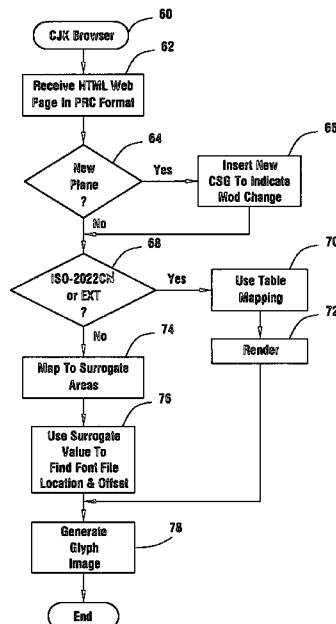 60
CJK Browser
62
Receive HTML Web
Page In PRC Format
64
66
New
Plane
?
Yes
Insert New
CSG To Indicate
Mod Change
No
68
70
ISO-2022CN
or EXT
?
Yes
Use Table
Mapping
72
No
74
Render
Map To Surrogate
Areas
76
Use Surrogate
Value To
Find Font File
Location & Offset
78
Generate
Glyph
Image
End